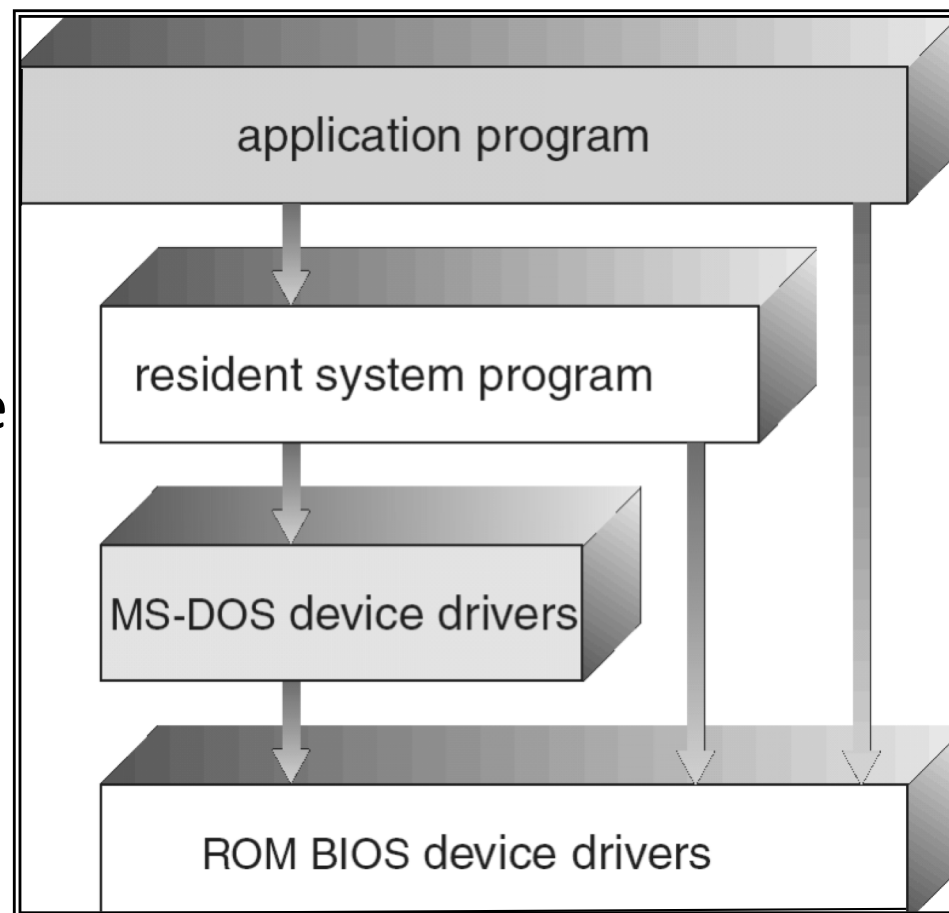 application program
resident system program
e
MS-DOS device drivers
ROM BIOS device drivers